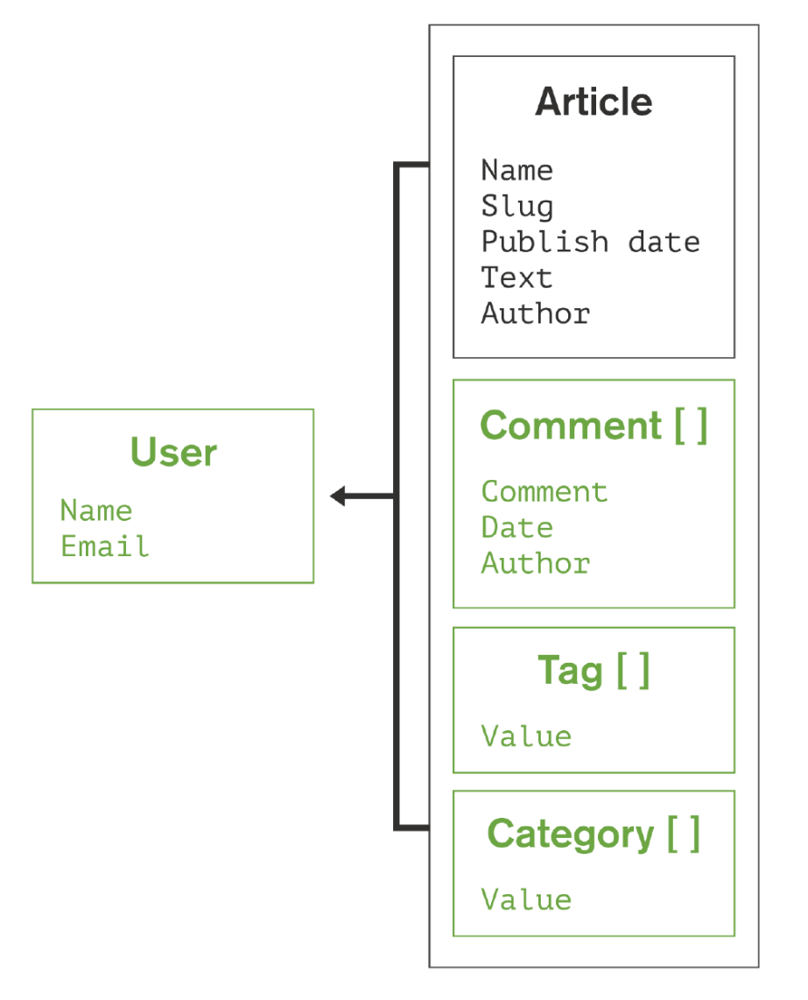 Article
Name
Slug
Publish date
Text
Author
User
Name
Email
Comment [ ]
Comment
Date
Author
Tag [ ]
Value
Category [ ]
Value